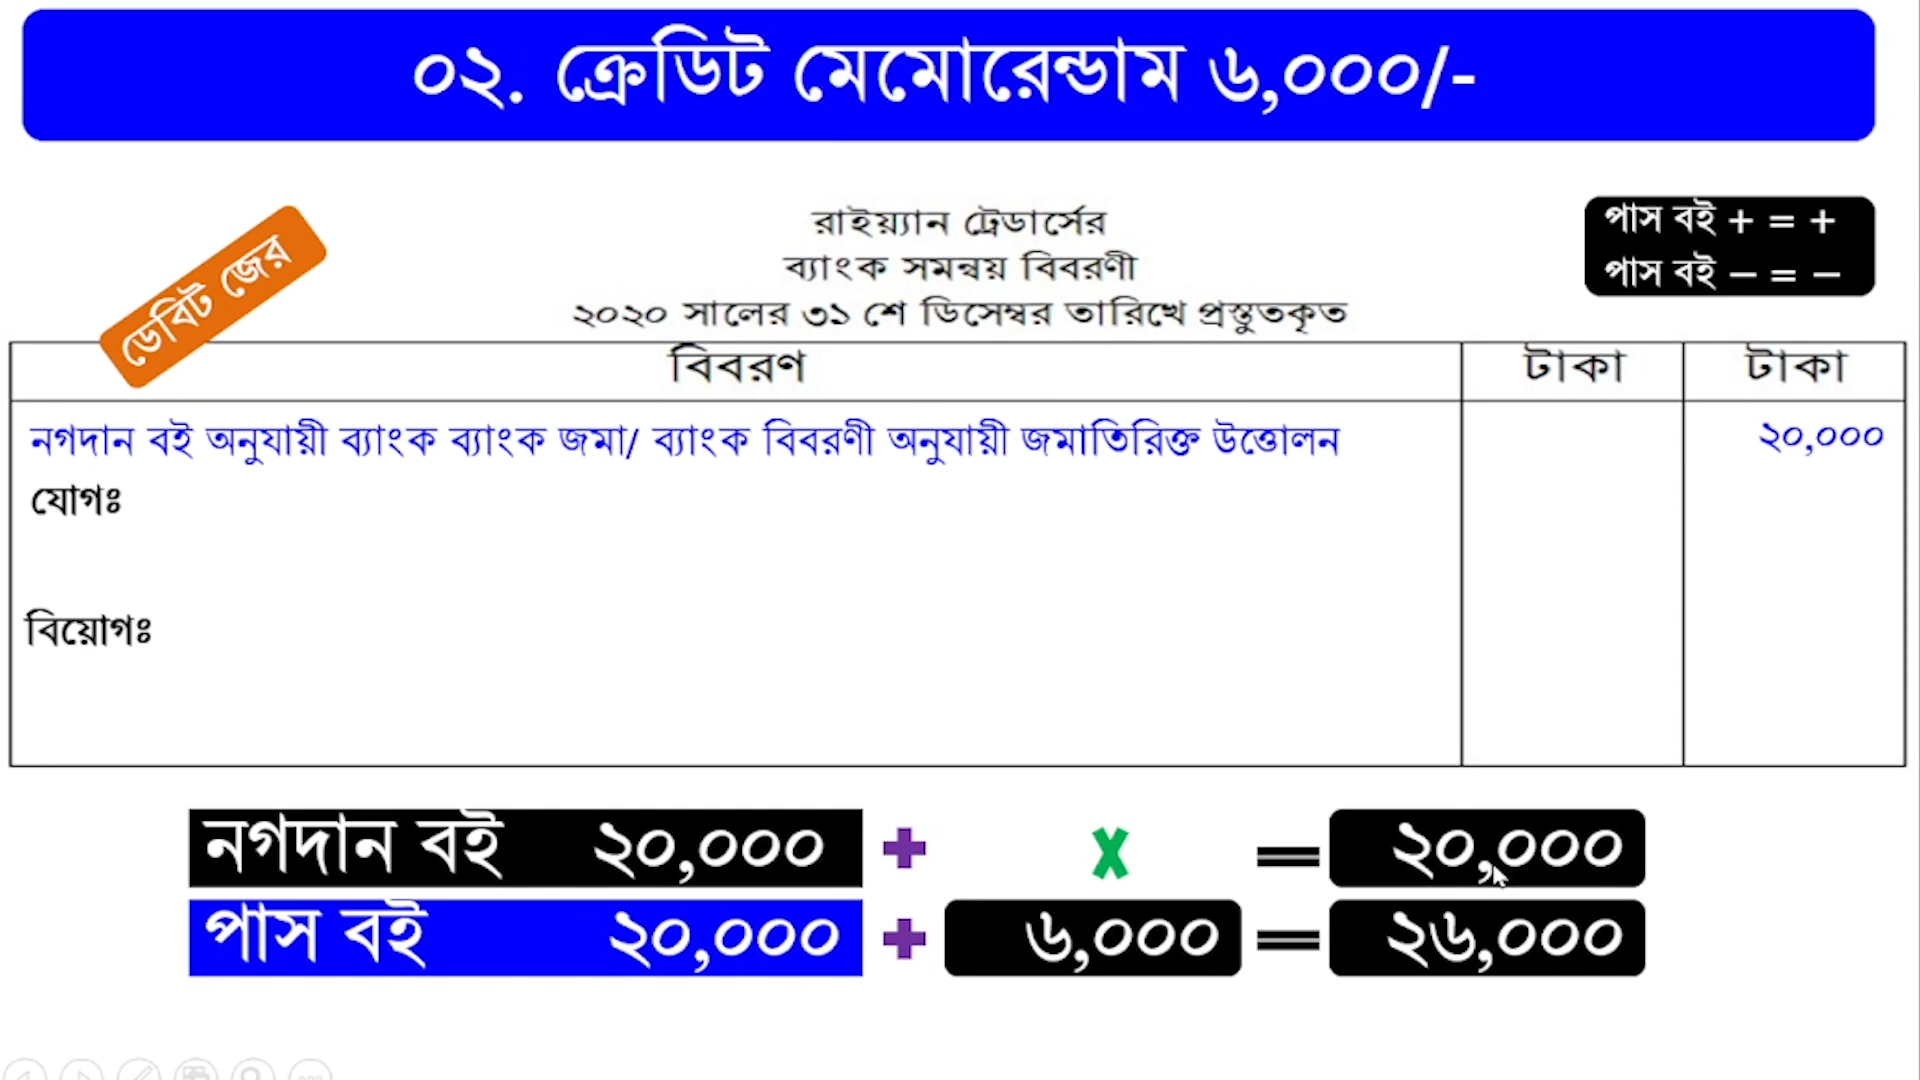 ০২. ক্রেডিট মেমোরেন্ডাম ৬,০০০/-
ডেবিট জের
রাইয়্যান ট্রেডার্সের
ব্যাংক সমন্বয় বিবরণী
২০২০ সালের ৩১ শে ডিসেম্বর তারিখে প্রস্তুতকৃত
পাস বই + = +
পাস বই – = –
বিবরণ টাকা টাকা
নগদান বই অনুযায়ী ব্যাংক ব্যাংক জমা/ ব্যাংক বিবরণী অনুযায়ী জমাতিরিক্ত উত্তোলন ২০,০০০
যোগঃ
বিয়োগঃ
নগদান বই ২০,০০০ + x = ২০,০০০
পাস বই ২০,০০০ + ৬,০০০ = ২৬,০০০